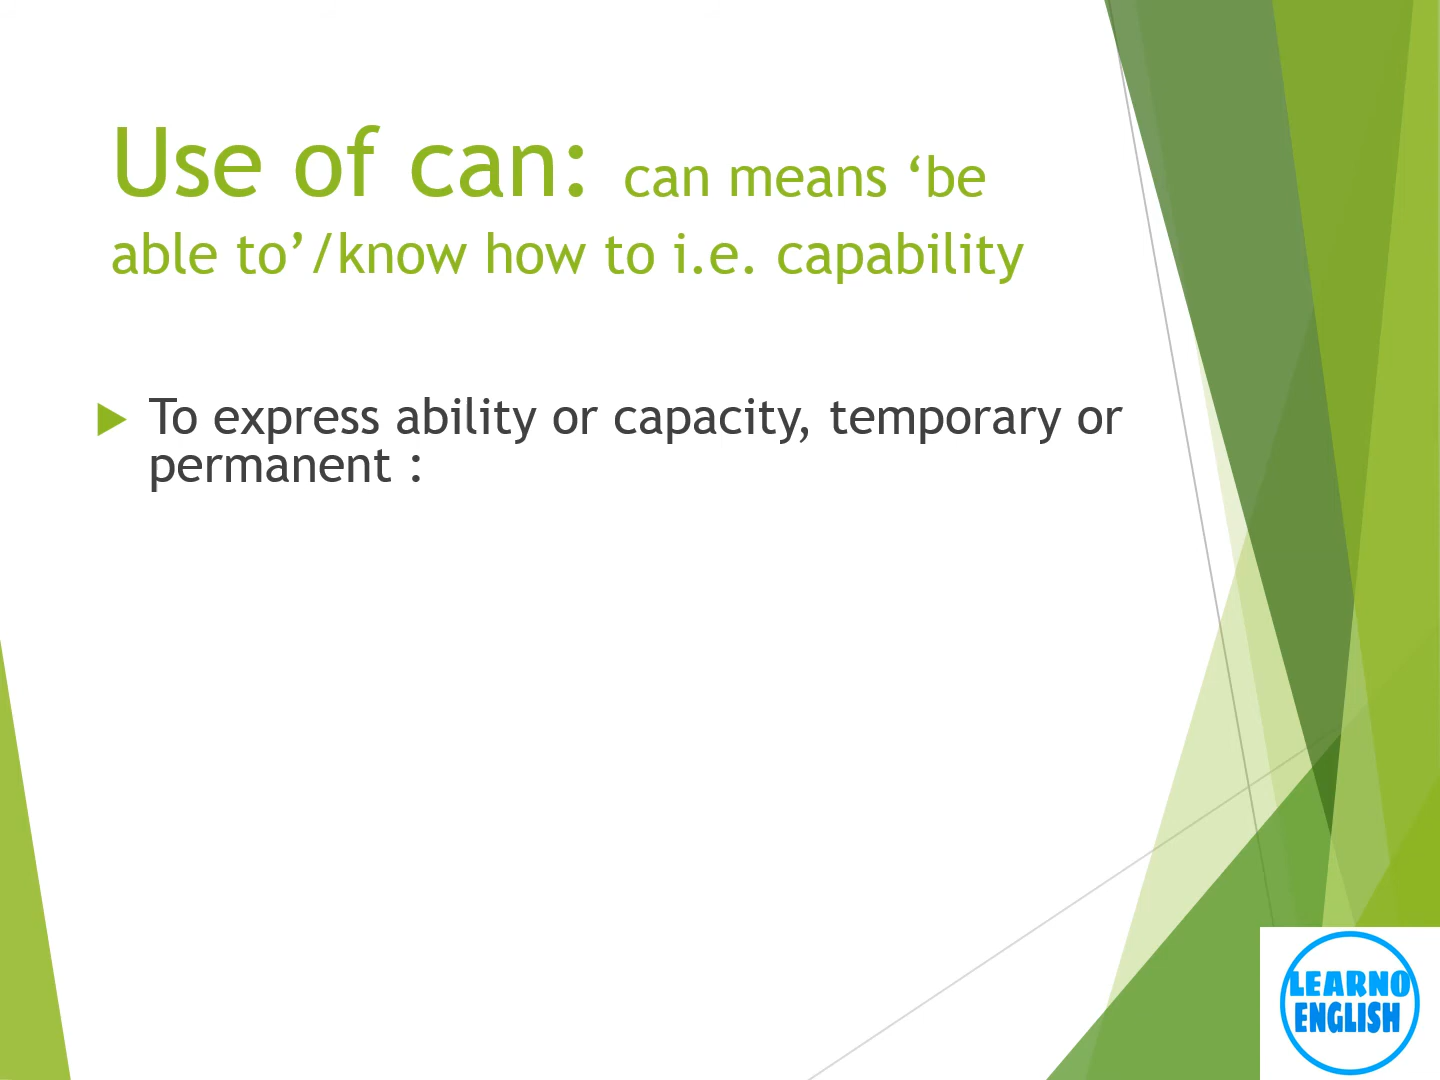 Use of can: can means ‘be
able to’/know how to i.e. capability
To express ability or capacity, temporary or
permanent :
LEARNO
ENGLISH